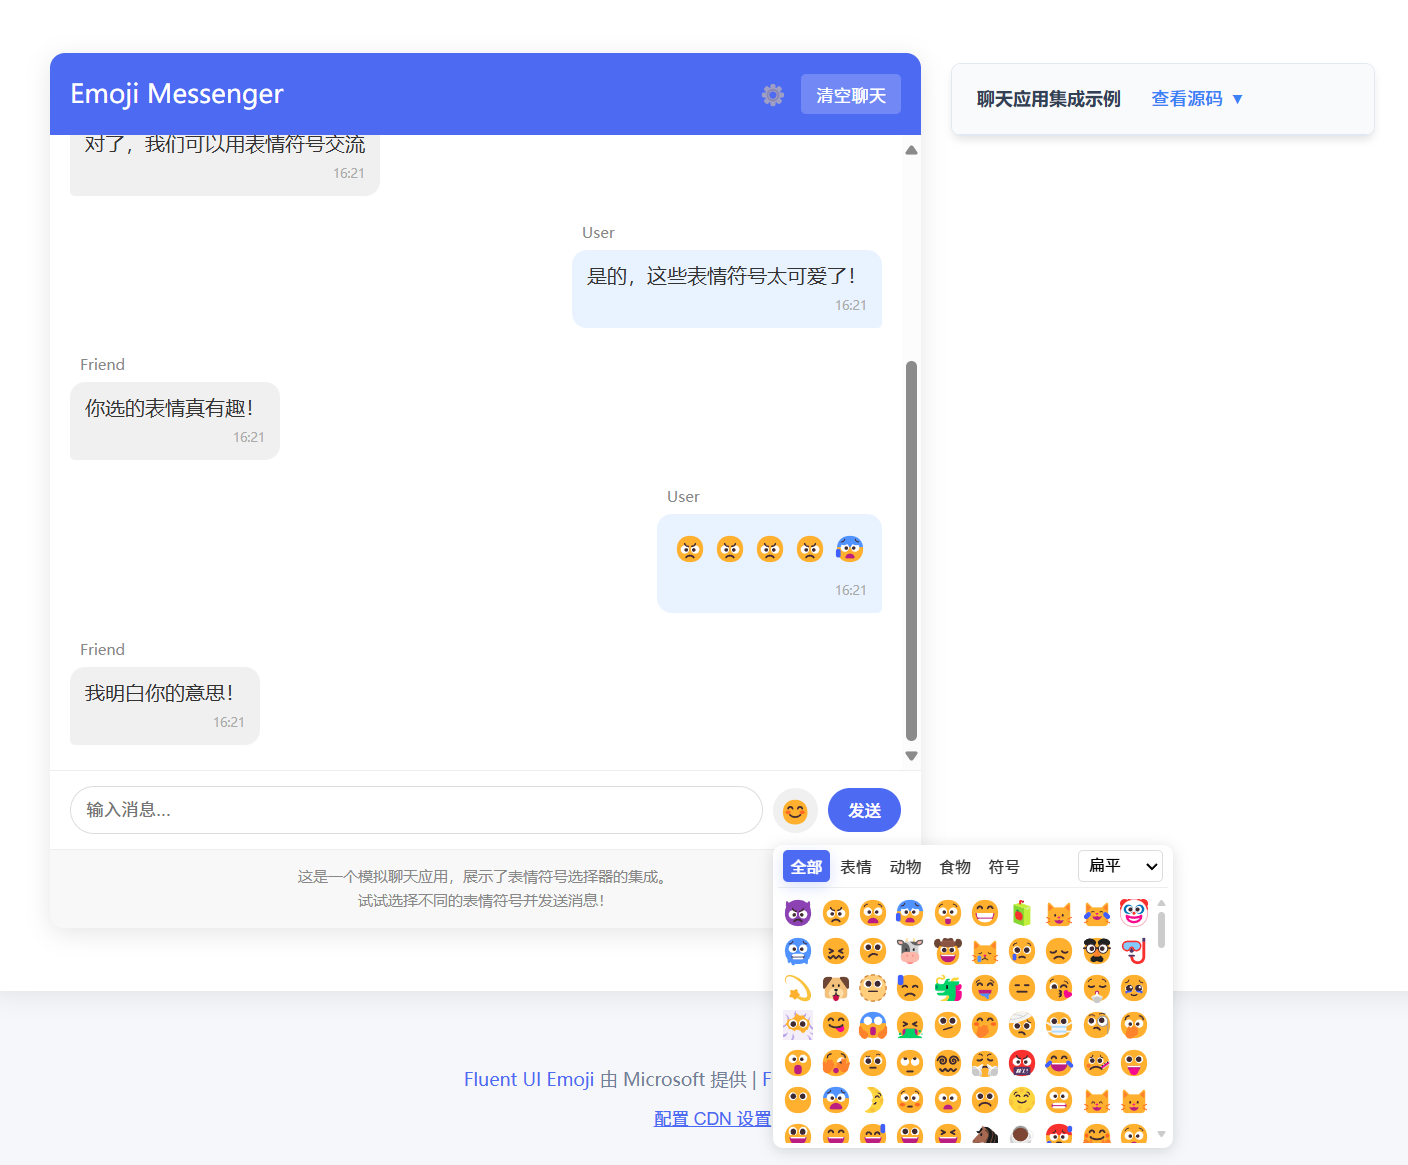 Emoji Messenger
清空聊天
聊天应用集成示例
查看源码 ▼
对了，我们可以用表情符号交流
16:21
User
是的，这些表情符号太可爱了！
16:21
Friend
你选的表情真有趣！
16:21
User
16:21
Friend
我明白你的意思！
16:21
输入消息...
发送
这是一个模拟聊天应用，展示了表情符号选择器的集成。
试试选择不同的表情符号并发送消息！
全部 表情 动物 食物 符号 扁平
Fluent UI Emoji 由 Microsoft 提供 | F
配置 CDN 设置